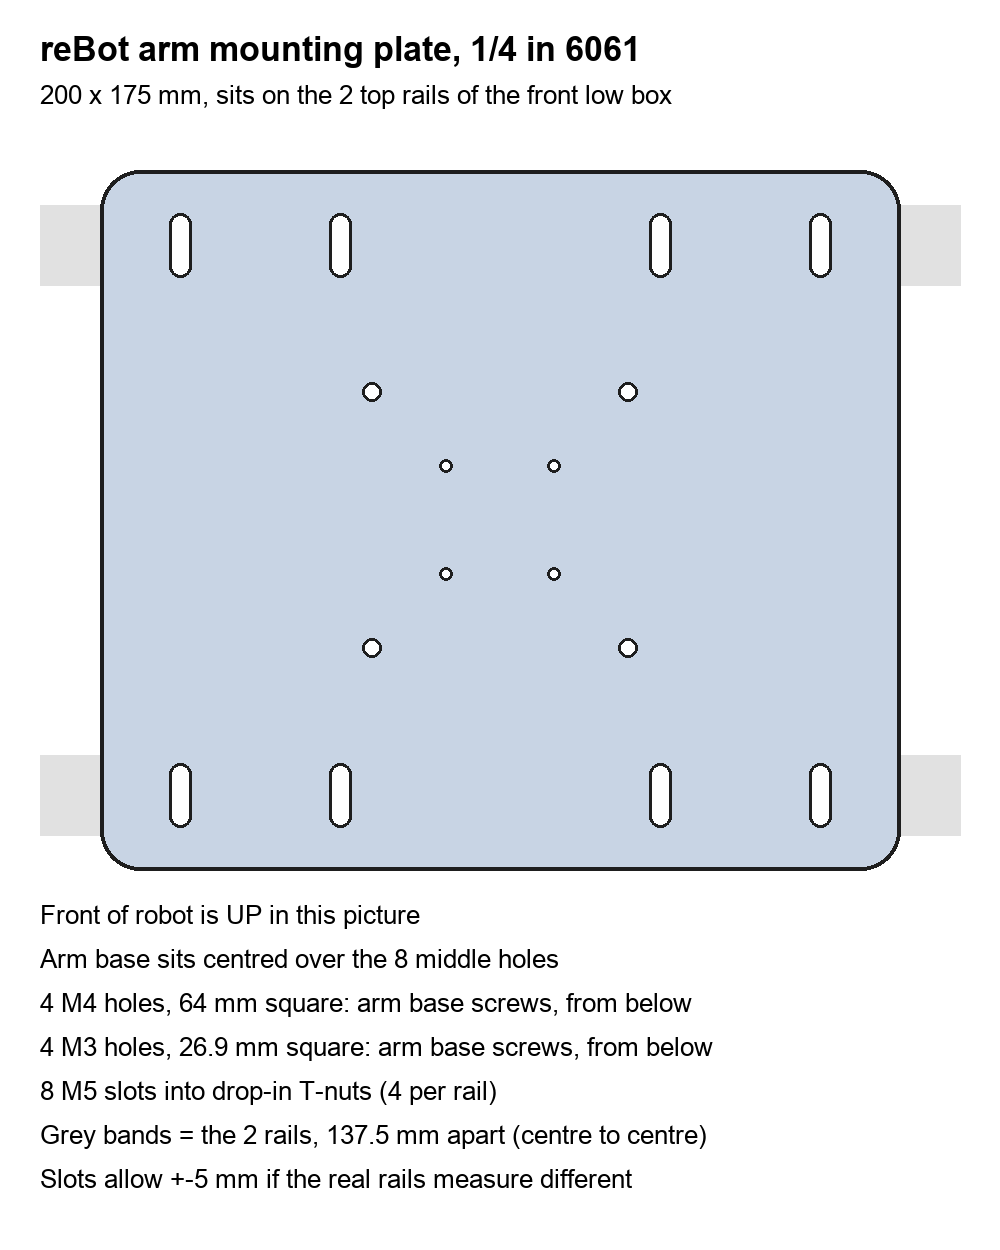 reBot arm mounting plate, 1/4 in 6061
200 x 175 mm, sits on the 2 top rails of the front low box
Front of robot is UP in this picture
Arm base sits centred over the 8 middle holes
4 M4 holes, 64 mm square: arm base screws, from below
4 M3 holes, 26.9 mm square: arm base screws, from below
8 M5 slots into drop-in T-nuts (4 per rail)
Grey bands = the 2 rails, 137.5 mm apart (centre to centre)
Slots allow +-5 mm if the real rails measure different